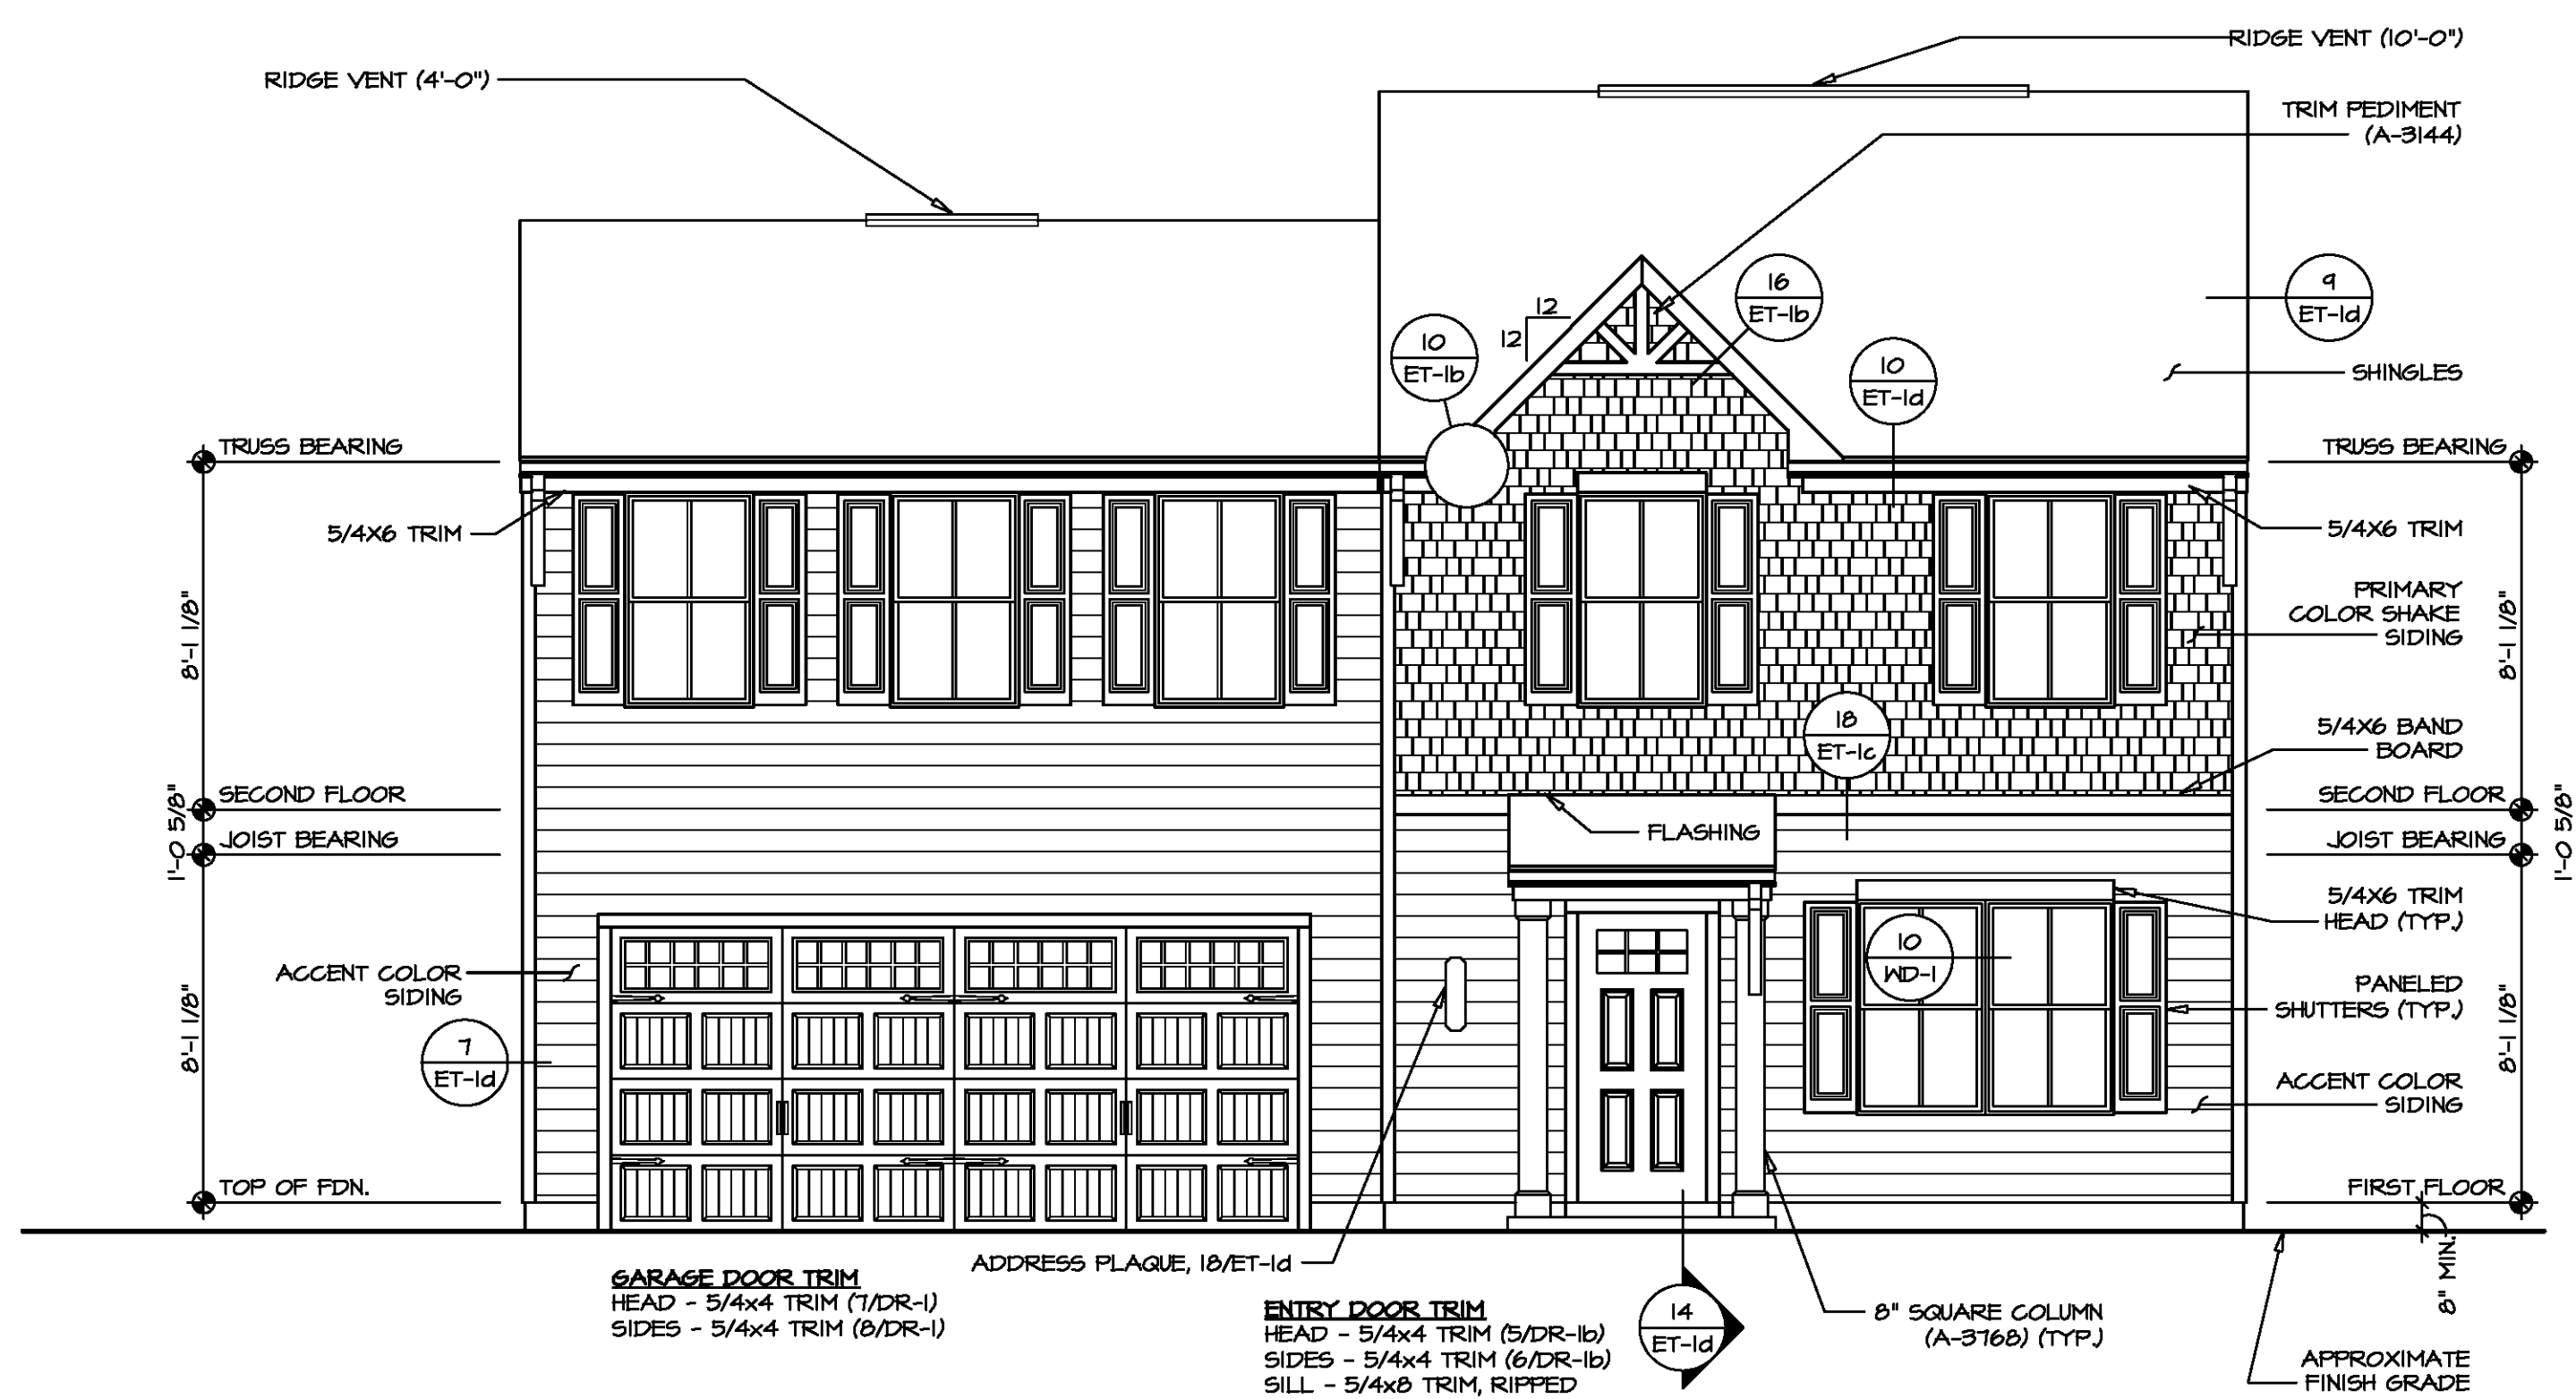 RIDGE VENT (10'-0")
RIDGE VENT (4'-0")
TRIM PEDIMENT
(A-3144)
16
ET-1b
9
ET-1d
12
12
10
ET-1b
10
ET-1d
SHINGLES
TRUSS BEARING
TRUSS BEARING
5/4X6 TRIM
5/4X6 TRIM
PRIMARY
COLOR SHAKE
SIDING
8'-1 1/8"
8'-1 1/8"
18
ET-1c
5/4X6 BAND
BOARD
SECOND FLOOR
SECOND FLOOR
1'-0 5/8"
1'-0 5/8"
FLASHING
JOIST BEARING
JOIST BEARING
5/4X6 TRIM
HEAD (TYP.)
10
WD-1
ACCENT COLOR
SIDING
PANELED
SHUTTERS (TYP.)
8'-1 1/8"
8'-1 1/8"
7
ET-1d
ACCENT COLOR
SIDING
TOP OF FDN.
FIRST FLOOR
8" MIN.
ADDRESS PLAQUE, 18/ET-1d
GARAGE DOOR TRIM
HEAD - 5/4x4 TRIM (7/DR-1)
SIDES - 5/4x4 TRIM (8/DR-1)
ENTRY DOOR TRIM
HEAD - 5/4x4 TRIM (5/DR-1b)
SIDES - 5/4x4 TRIM (6/DR-1b)
SILL - 5/4x8 TRIM, RIPPED
14
ET-1d
8" SQUARE COLUMN
(A-3768) (TYP.)
APPROXIMATE
FINISH GRADE